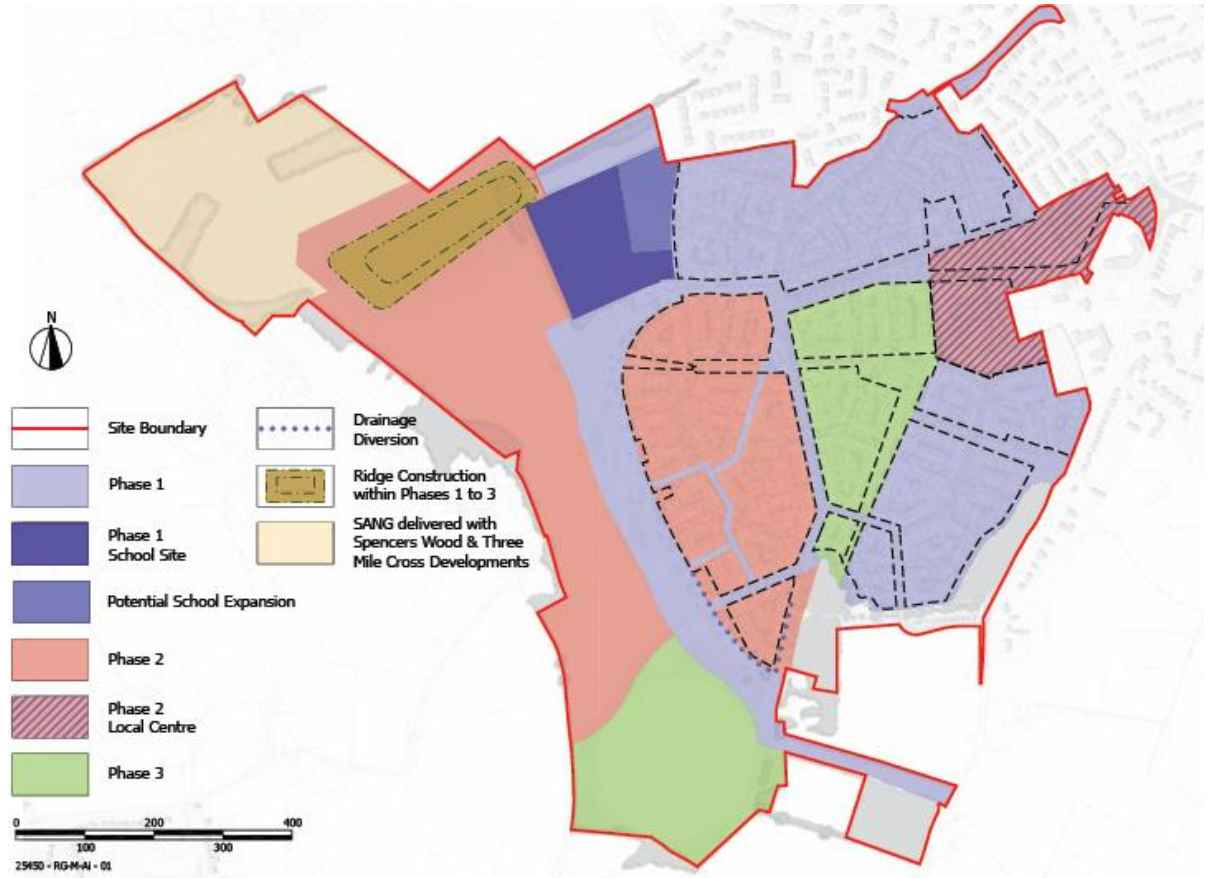 N
Site Boundary
Phase 1
Phase 1
School Site
Potential School Expansion
Phase 2
Phase 2
Local Centre
Phase 3
Drainage
Diversion
Ridge Construction
within Phases 1 to 3
SANG delivered with
Spencers Wood & Three
Mile Cross Developments
0 200 400
100 300
25450 - RG-M-AI - 01